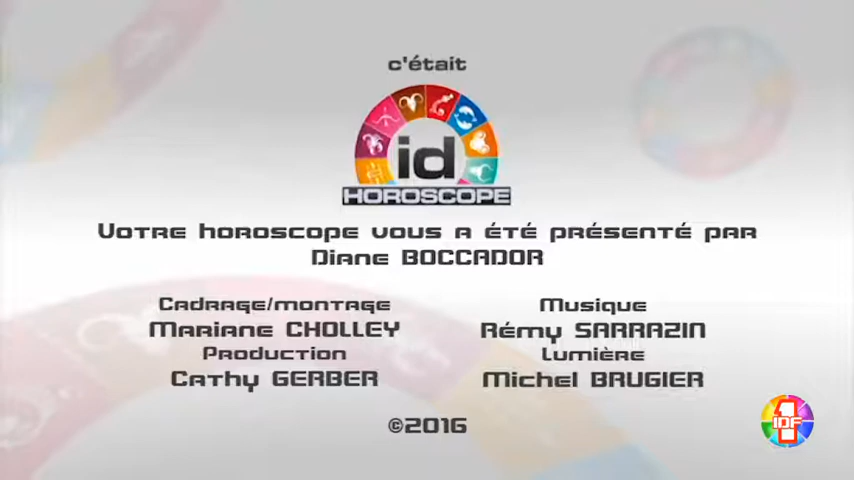 c'était
id
HOROSCOPE
Votre horoscope vous a été présenté par
Diane BOCCADOR
Cadrage/montage
Mariane CHOLLEY
Production
Cathy GERBER
Musique
Rémy SARRAZIN
Lumière
Michel BRUGIER
©2016
1
IDF